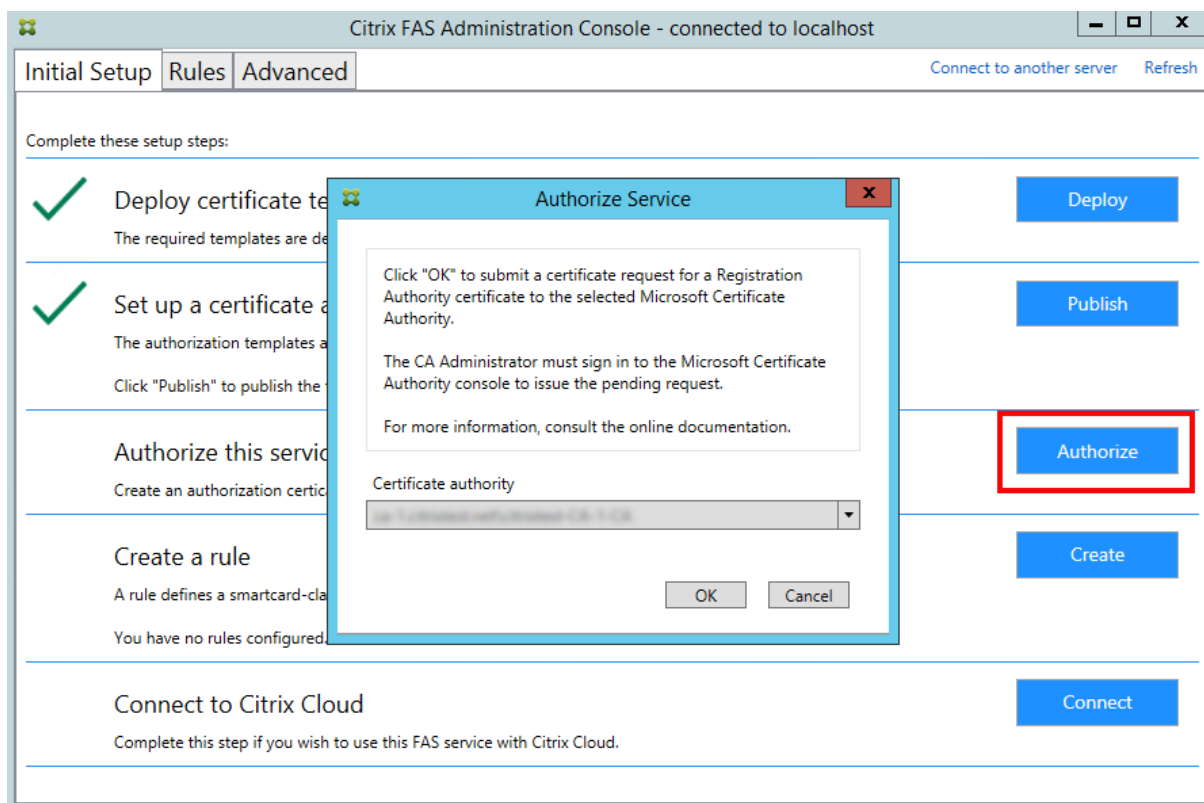 Citrix FAS Administration Console - connected to localhost
Initial Setup Rules Advanced Connect to another server Refresh
Complete these setup steps:
Deploy certificate te
Deploy
The required templates are de
Set up a certificate a
Publish
The authorization templates a
Click "Publish" to publish the
Authorize this servic
Authorize
Create an authorization certic
Create a rule
Create
A rule defines a smartcard-cla
You have no rules configured.
Connect to Citrix Cloud
Connect
Complete this step if you wish to use this FAS service with Citrix Cloud.
Authorize Service
Click "OK" to submit a certificate request for a Registration
Authority certificate to the selected Microsoft Certificate
Authority.
The CA Administrator must sign in to the Microsoft Certificate
Authority console to issue the pending request.
For more information, consult the online documentation.
Certificate authority
OK Cancel